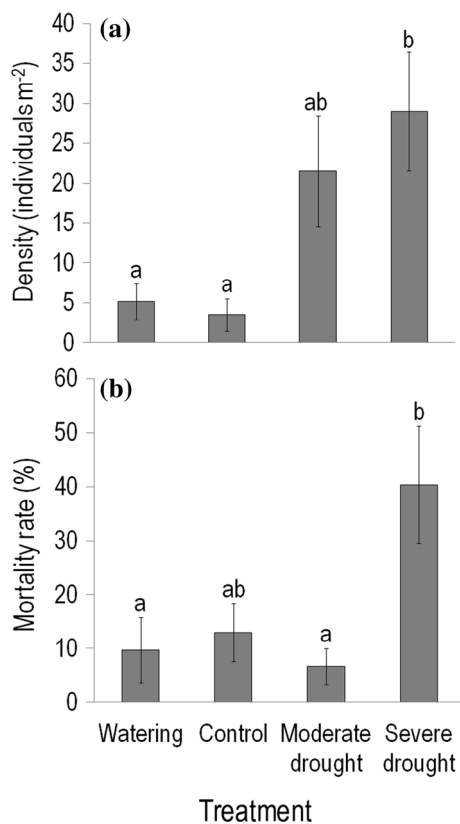 (a)
Density (individuals m⁻²)
40
35
30
25
20
15
10
5
0
a
a
ab
b
(b)
Mortality rate (%)
60
50
40
30
20
10
0
a
ab
a
b
Watering Control Moderate drought Severe drought
Treatment